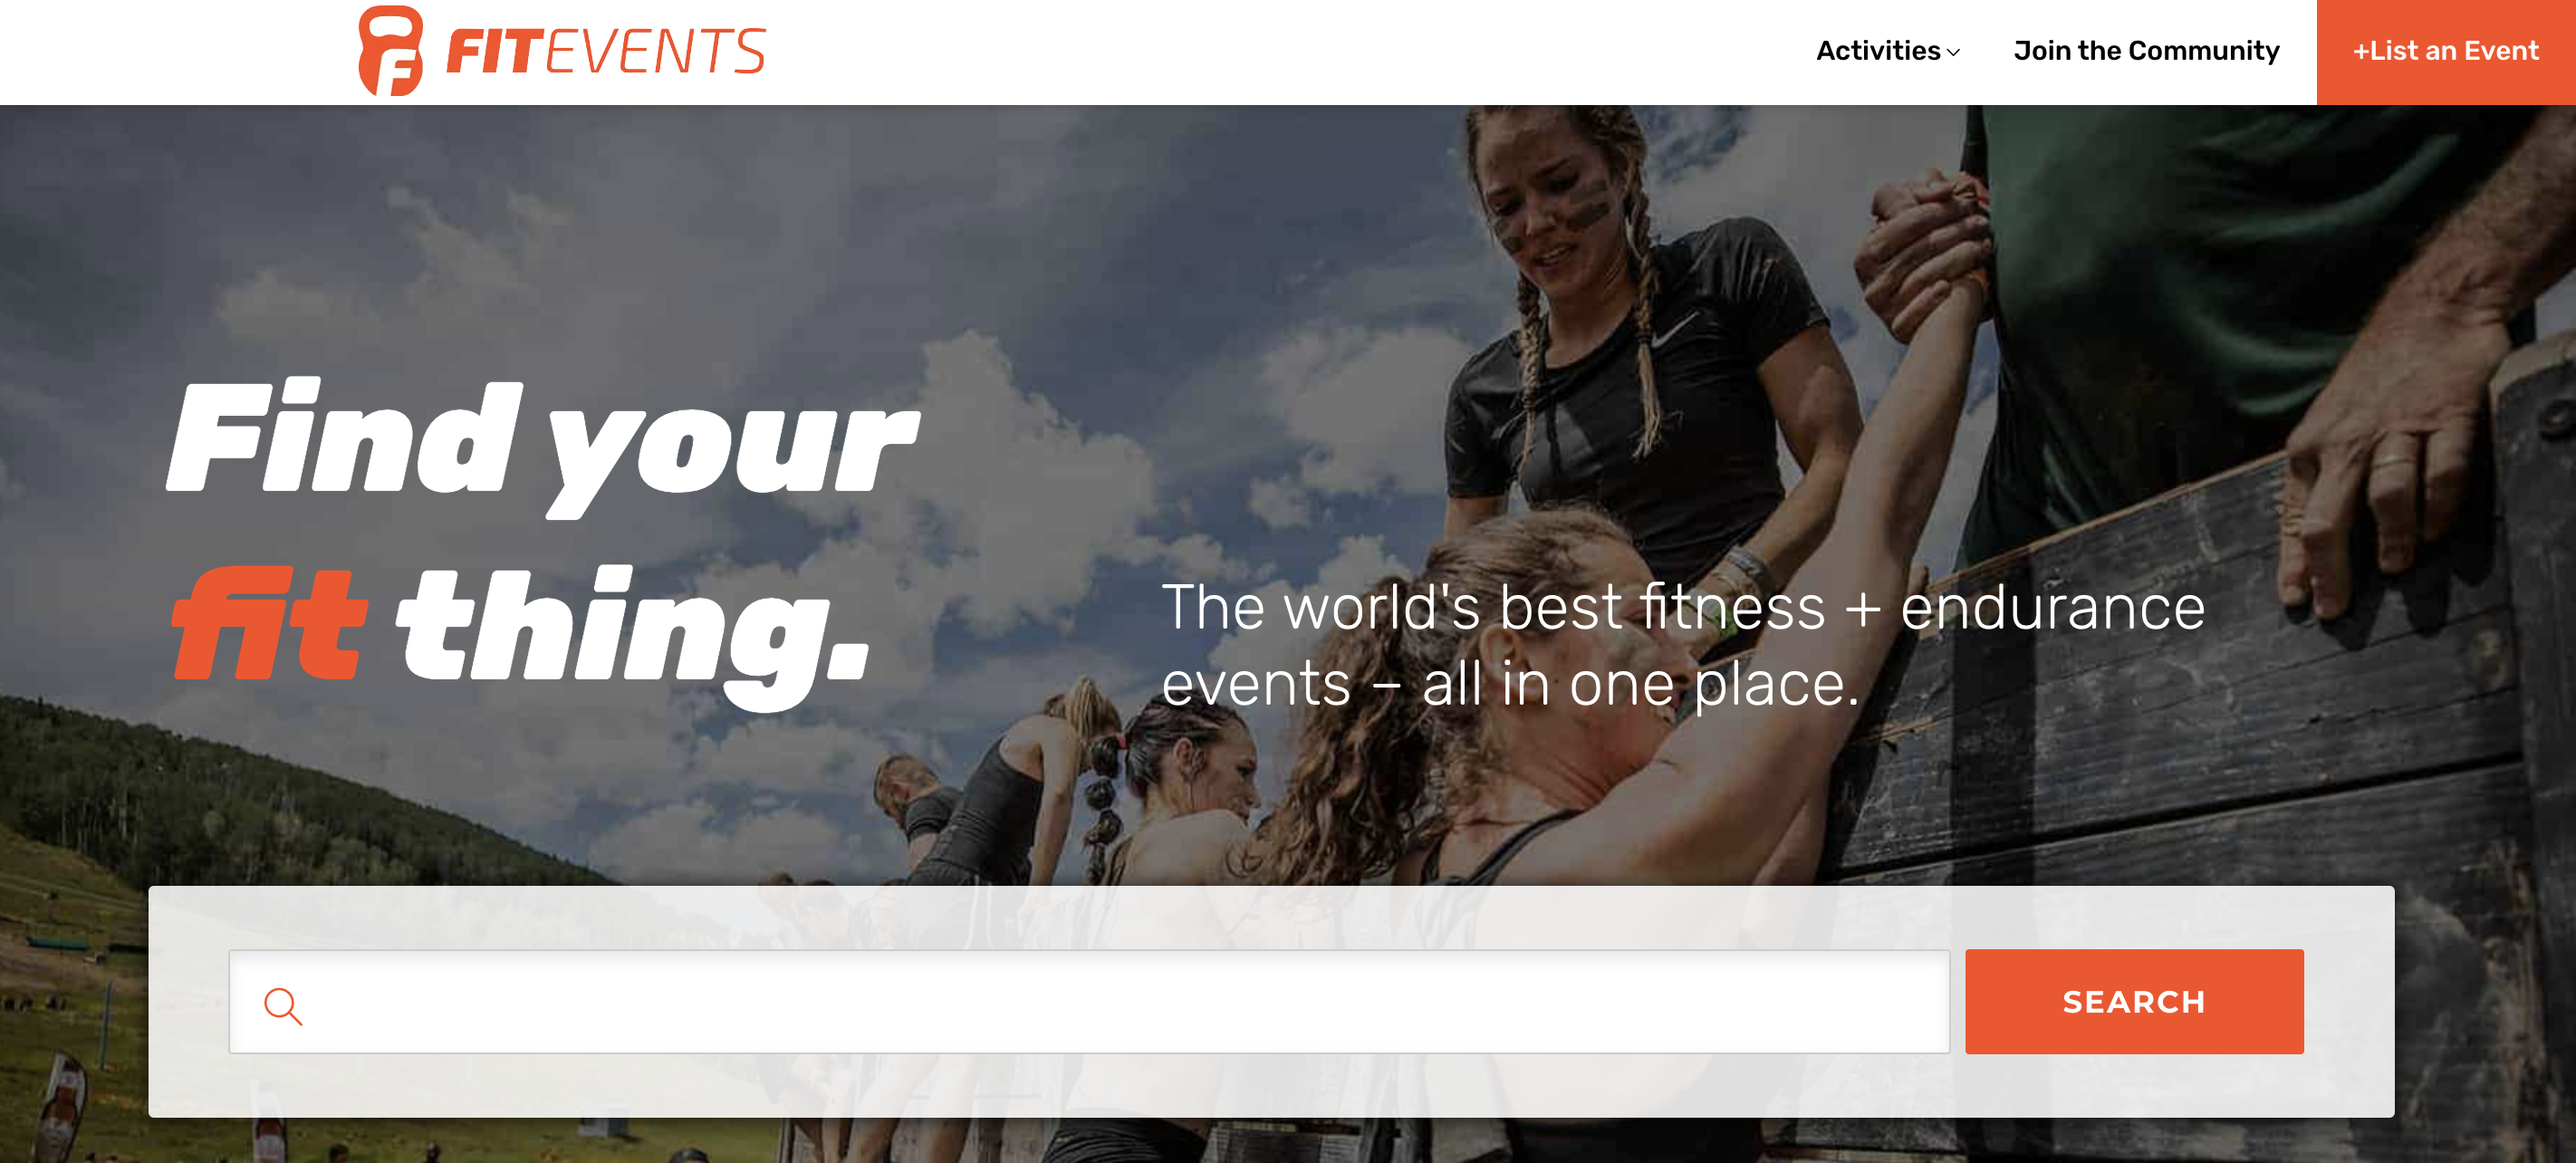 FITEVENTS
Activities
Join the Community
+List an Event
Find your
fit thing.
The world's best fitness + endurance
events – all in one place.
SEARCH